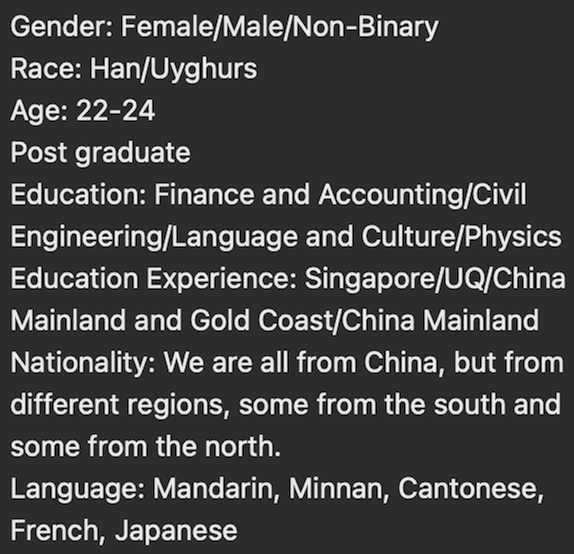 Gender: Female/Male/Non-Binary
Race: Han/Uyghurs
Age: 22-24
Post graduate
Education: Finance and Accounting/Civil
Engineering/Language and Culture/Physics
Education Experience: Singapore/UQ/China
Mainland and Gold Coast/China Mainland
Nationality: We are all from China, but from
different regions, some from the south and
some from the north.
Language: Mandarin, Minnan, Cantonese,
French, Japanese